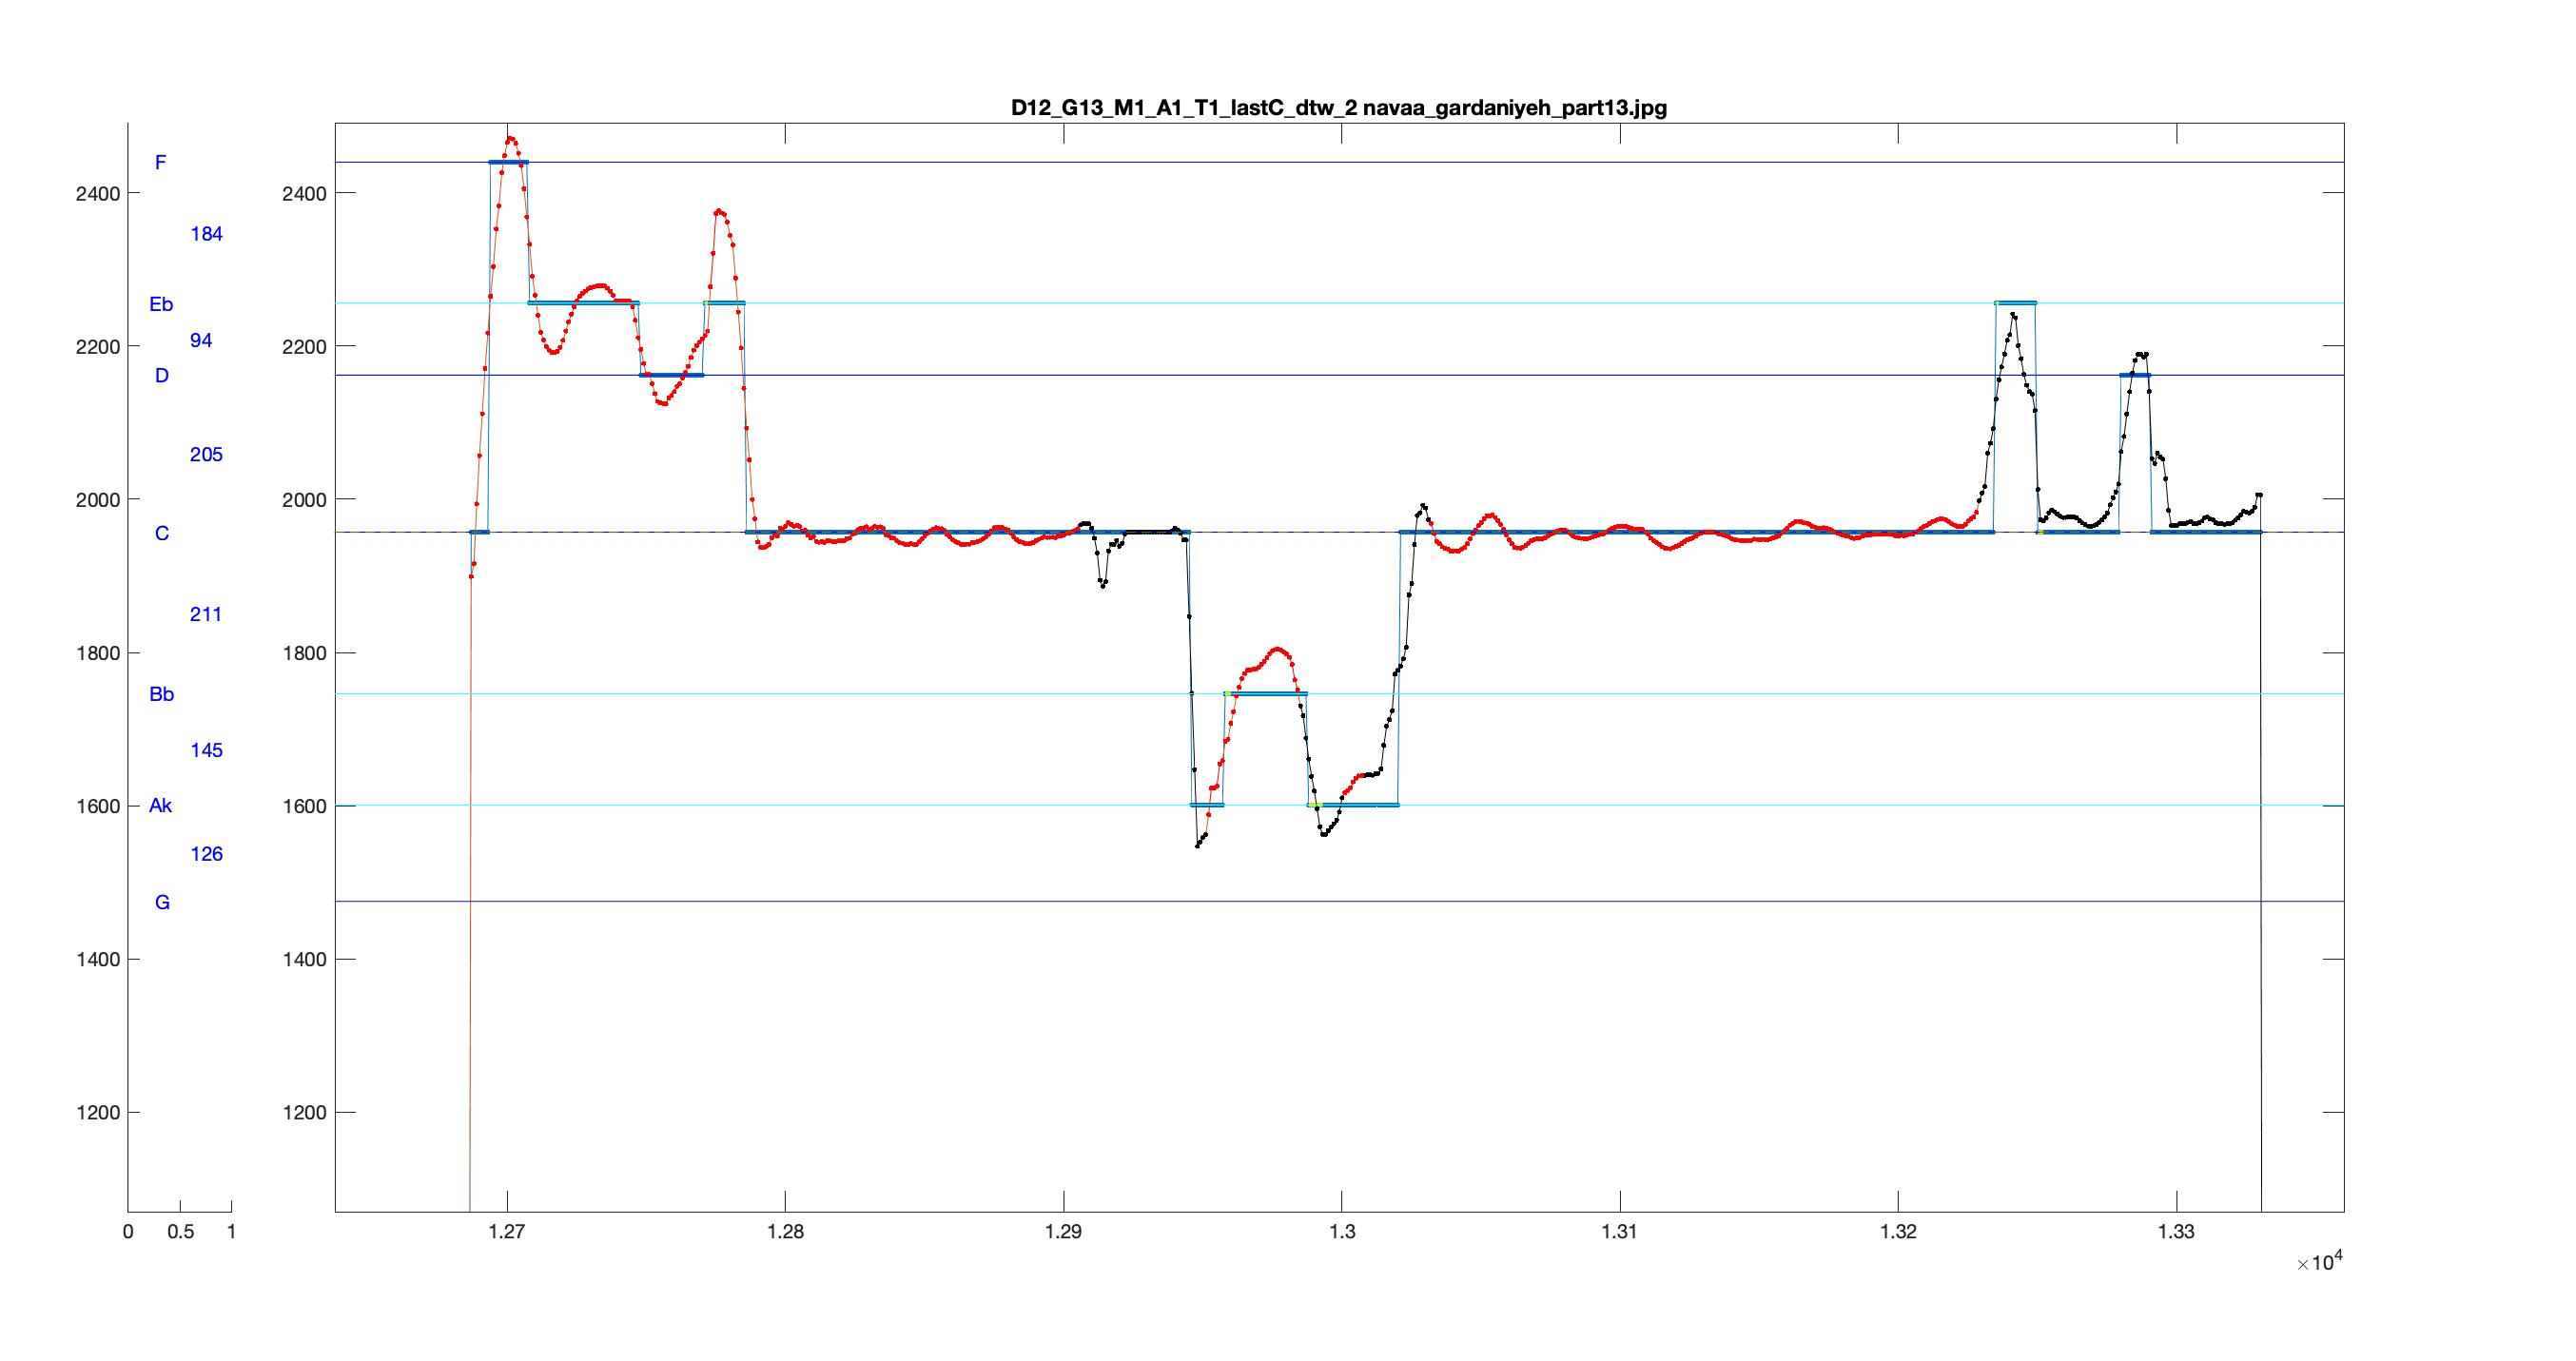 D12_G13_M1_A1_T1_lastC_dtw_2 navaa_gardaniyeh_part13.jpg
F
2400 2400
184
Eb
94
2200 2200
D
205
2000 2000
C
211
1800 1800
Bb
145
1600 Ak 1600
126
G
1400 1400
1200 1200
0 0.5 1 1.27 1.28 1.29 1.3 1.31 1.32 1.33
×10⁴